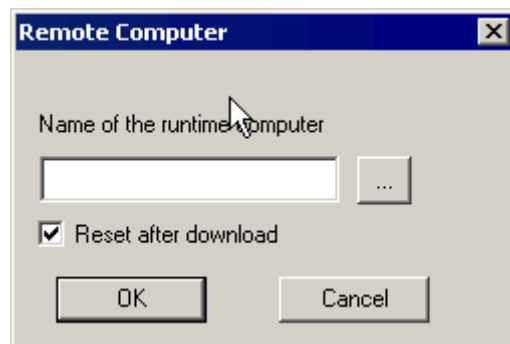 Remote Computer
Name of the runtime computer
...
Reset after download
OK Cancel